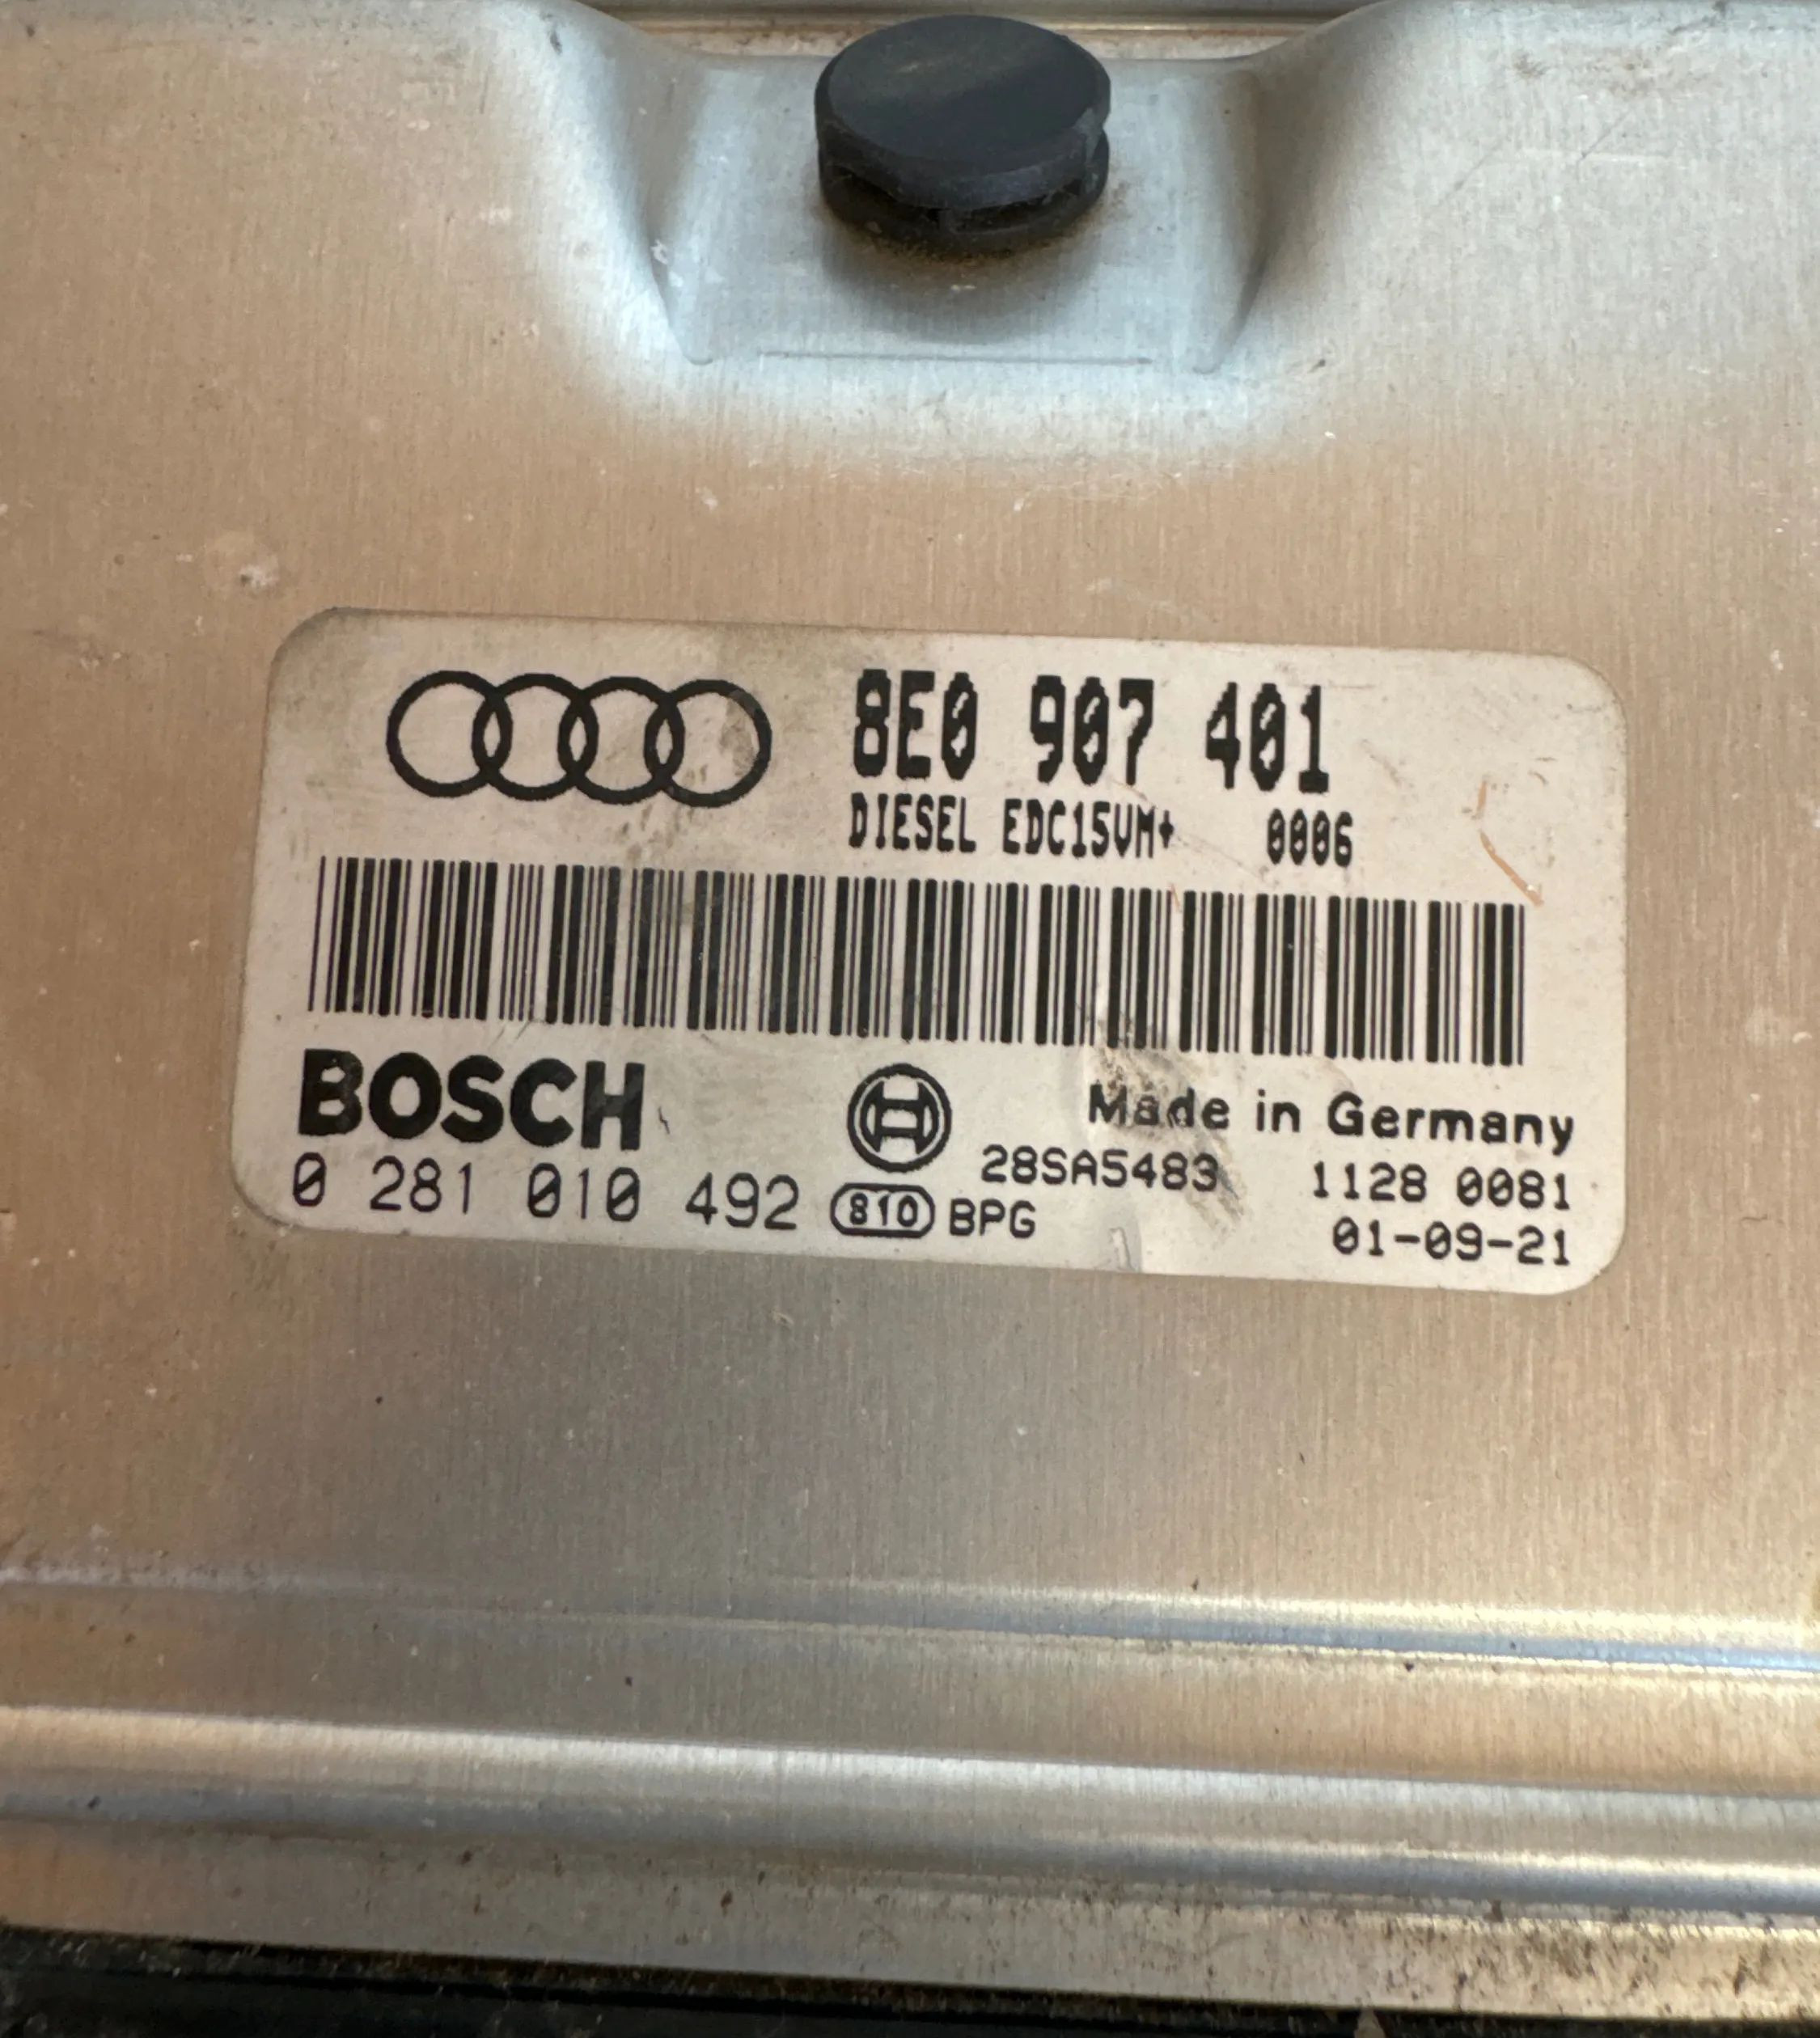 8E0 907 401
DIESEL EDC15VM+ 0006
BOSCH
Made in Germany
28SA5483 1128 0081
0 281 010 492 810 BPG
01-09-21